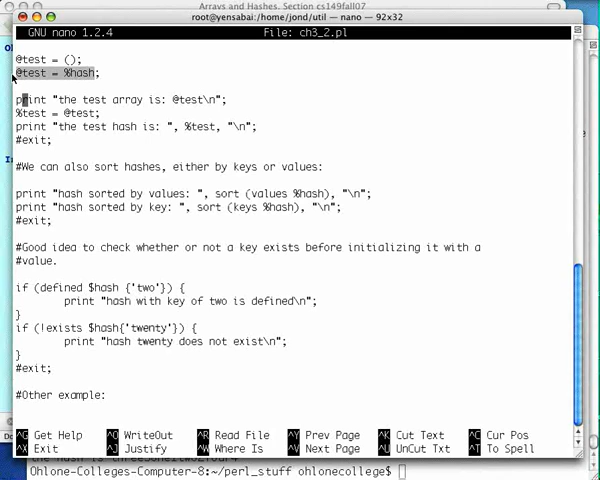 Arrays and Hashes. Section cs149fall07
root@yensabai:/home/jond/util — nano — 92x32
GNU nano 1.2.4 File: ch3_2.pl
@test = ();
@test = %hash;
print "the test array is: @test\n";
%test = @test;
print "the test hash is: ", %test, "\n";
#exit;
#We can also sort hashes, either by keys or values:
print "hash sorted by values: ", sort (values %hash), "\n";
print "hash sorted by key: ", sort (keys %hash), "\n";
#exit;
#Good idea to check whether or not a key exists before initializing it with a
#value.
if (defined $hash {'two'}) {
print "hash with key of two is defined\n";
}
if (!exists $hash{'twenty'}) {
print "hash twenty does not exist\n";
}
#exit;
#Other example:
^G Get Help ^O WriteOut ^R Read File ^Y Prev Page ^K Cut Text ^C Cur Pos
^X Exit ^J Justify ^W Where Is ^V Next Page ^U UnCut Txt ^T To Spell
Ohlone-Colleges-Computer-8:~/perl_stuff ohlonecollege$